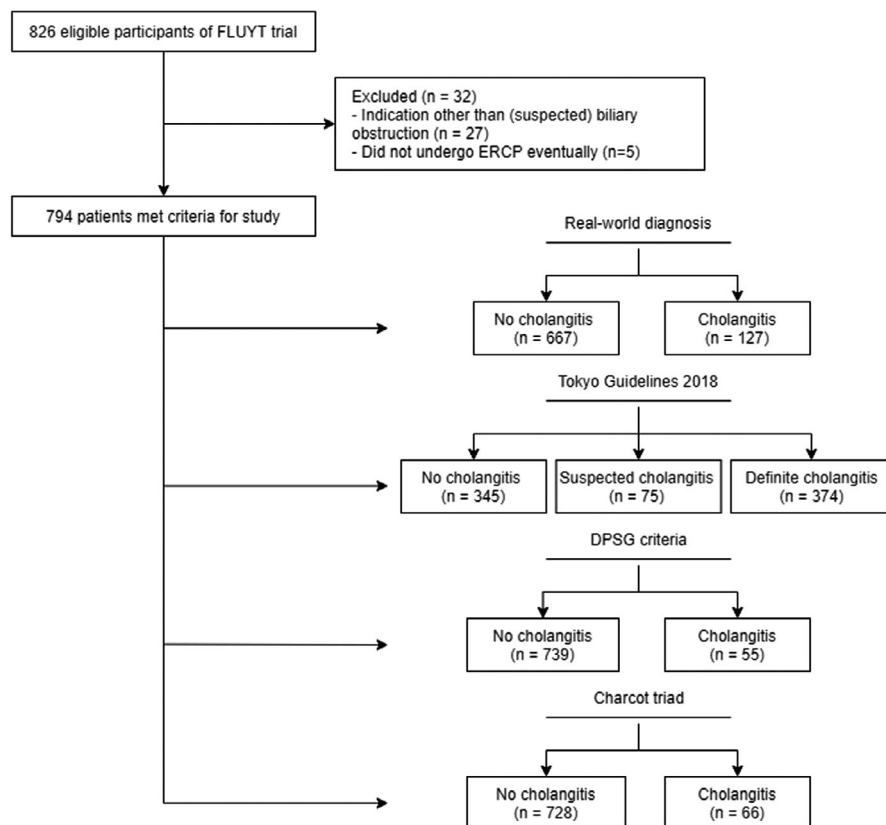 826 eligible participants of FLUYT trial
Excluded (n = 32)
- Indication other than (suspected) biliary
obstruction (n = 27)
- Did not undergo ERCP eventually (n=5)
794 patients met criteria for study
Real-world diagnosis
No cholangitis
(n = 667)
Cholangitis
(n = 127)
Tokyo Guidelines 2018
No cholangitis
(n = 345)
Suspected cholangitis
(n = 75)
Definite cholangitis
(n = 374)
DPSG criteria
No cholangitis
(n = 739)
Cholangitis
(n = 55)
Charcot triad
No cholangitis
(n = 728)
Cholangitis
(n = 66)